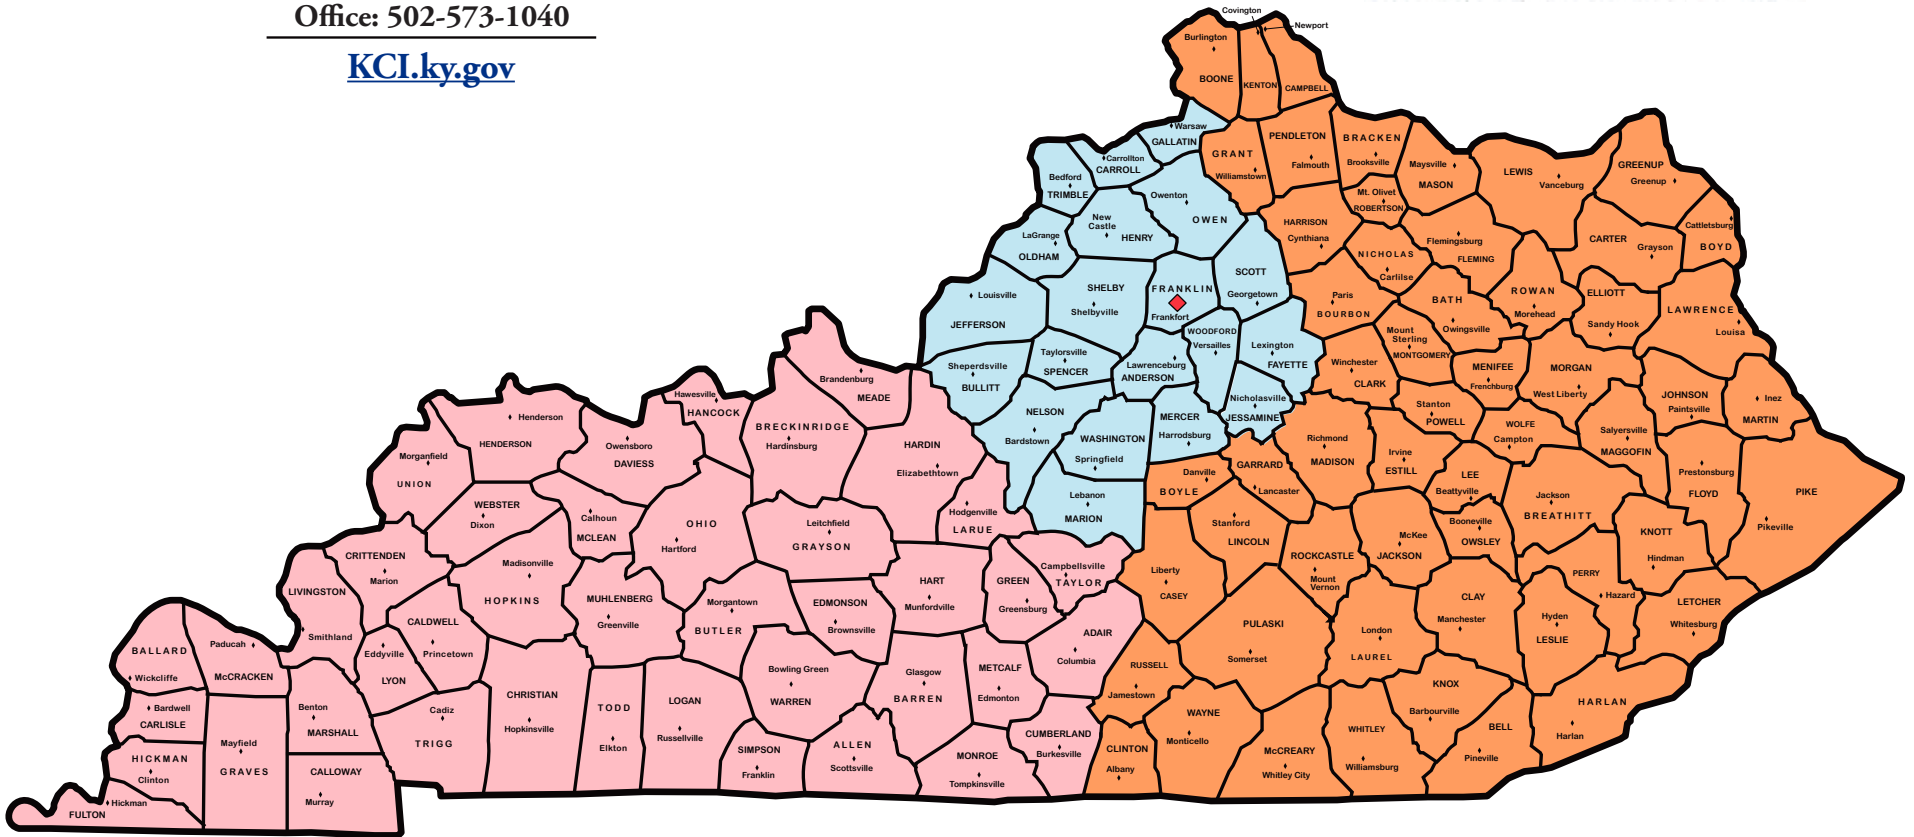 Office: 502-573-1040
KCI.ky.gov
Covington
Newport
Burlington
BOONE
KENTON
CAMPBELL
Warsaw
GALLATIN
GRANT
Williamstown
PENDLETON
Falmouth
BRACKEN
Brooksville
Maysville
MASON
LEWIS
Vanceburg
GREENUP
Greenup
Carrollton
CARROLL
Bedford
TRIMBLE
Owenton
OWEN
Mt. Olivet
ROBERTSON
HARRISON
Cynthiana
Flemingsburg
FLEMING
CARTER
Grayson
Cattletsburg
BOYD
New
Castle
HENRY
LaGrange
OLDHAM
NICHOLAS
Carlilse
SCOTT
Georgetown
SHELBY
Shelbyville
FRANKLIN
Frankfort
Louisville
JEFFERSON
Paris
BOURBON
BATH
Owingsville
ROWAN
Morehead
ELLIOTT
Sandy Hook
LAWRENCE
Louisa
WOODFORD
Versailles
Lexington
FAYETTE
Mount
Sterling
MONTGOMERY
Winchester
CLARK
MENIFEE
Frenchburg
MORGAN
West Liberty
JOHNSON
Paintsville
Inez
MARTIN
Sheperdsville
BULLITT
Taylorsville
SPENCER
Lawrenceburg
ANDERSON
Nicholasville
JESSAMINE
Brandenburg
MEADE
Hawesville
HANCOCK
BRECKINRIDGE
Hardinsburg
HARDIN
Elizabethtown
NELSON
Bardstown
WASHINGTON
Springfield
MERCER
Harrodsburg
Stanton
POWELL
WOLFE
Campton
Salyersville
MAGOFFIN
Richmond
MADISON
Irvine
ESTILL
LEE
Beattyville
Prestonsburg
FLOYD
PIKE
Pikeville
Henderson
HENDERSON
Owensboro
DAVIESS
Morganfield
UNION
WEBSTER
Dixon
Calhoun
MCLEAN
OHIO
Hartford
Leitchfield
GRAYSON
Hodgenville
LARUE
Lebanon
MARION
Danville
BOYLE
GARRARD
Lancaster
Stanford
LINCOLN
Jackson
BREATHITT
Booneville
OWSLEY
McKee
JACKSON
ROCKCASTLE
Mount
Vernon
KNOTT
Hindman
CRITTENDEN
Marion
Madisonville
HOPKINS
LIVINGSTON
Smithland
MUHLENBERG
Greenville
Morgantown
BUTLER
EDMONSON
Brownsville
HART
Munfordville
GREEN
Greensburg
Campbellsville
TAYLOR
Liberty
CASEY
PERRY
Hazard
CLAY
Manchester
Hyden
LESLIE
LETCHER
Whitesburg
CALDWELL
Princetown
Eddyville
LYON
BALLARD
Wickcliffe
Paducah
McCRACKEN
ADAIR
Columbia
PULASKI
Somerset
London
LAUREL
RUSSELL
Jamestown
Bardwell
CARLISLE
Benton
MARSHALL
Cadiz
TRIGG
CHRISTIAN
Hopkinsville
TODD
Elkton
LOGAN
Russellville
Bowling Green
WARREN
Glasgow
BARREN
METCALF
Edmonton
KNOX
Barbourville
HARLAN
Harlan
HICKMAN
Clinton
Mayfield
GRAVES
CALLOWAY
Murray
SIMPSON
Franklin
ALLEN
Scottsville
MONROE
Tompkinsville
CUMBERLAND
Burkesville
CLINTON
Albany
WAYNE
Monticello
McCREARY
Whitley City
WHITLEY
Williamsburg
BELL
Pineville
Hickman
FULTON